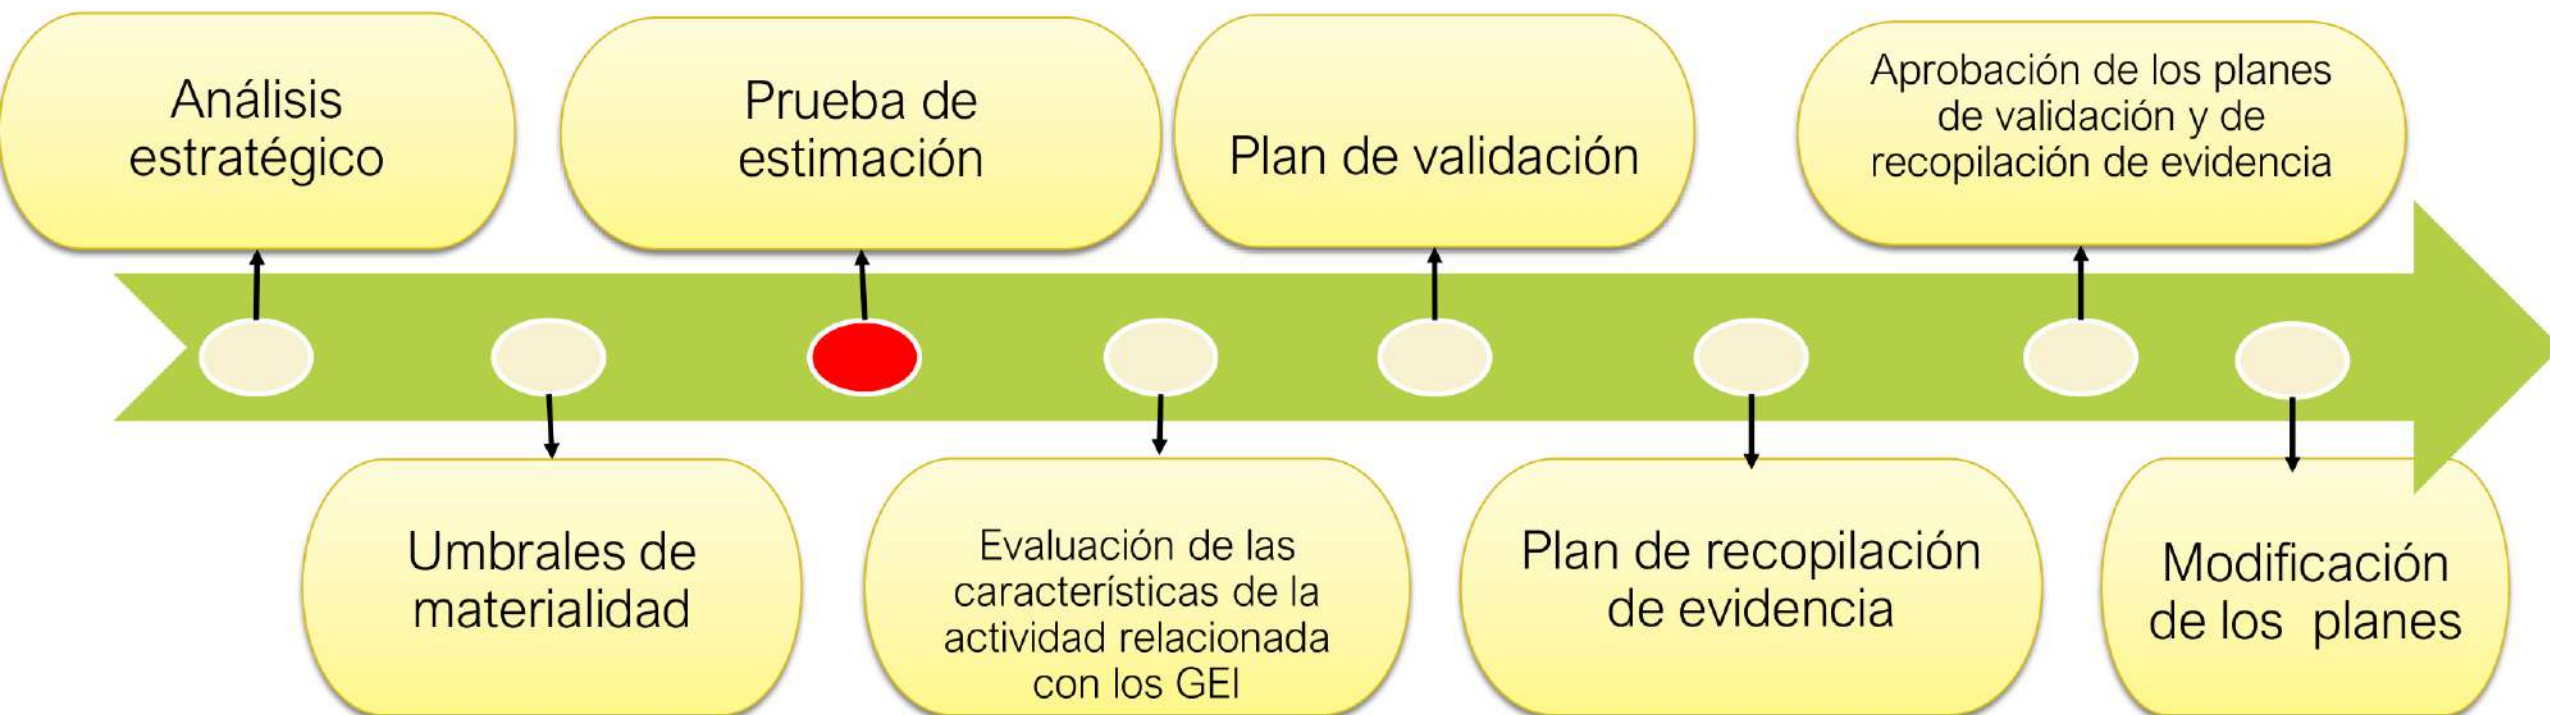 Análisis
estratégico
Prueba de
estimación
Plan de validación
Aprobación de los planes
de validación y de
recopilación de evidencia
Umbrales de
materialidad
Evaluación de las
características de la
actividad relacionada
con los GEI
Plan de recopilación
de evidencia
Modificación
de los planes